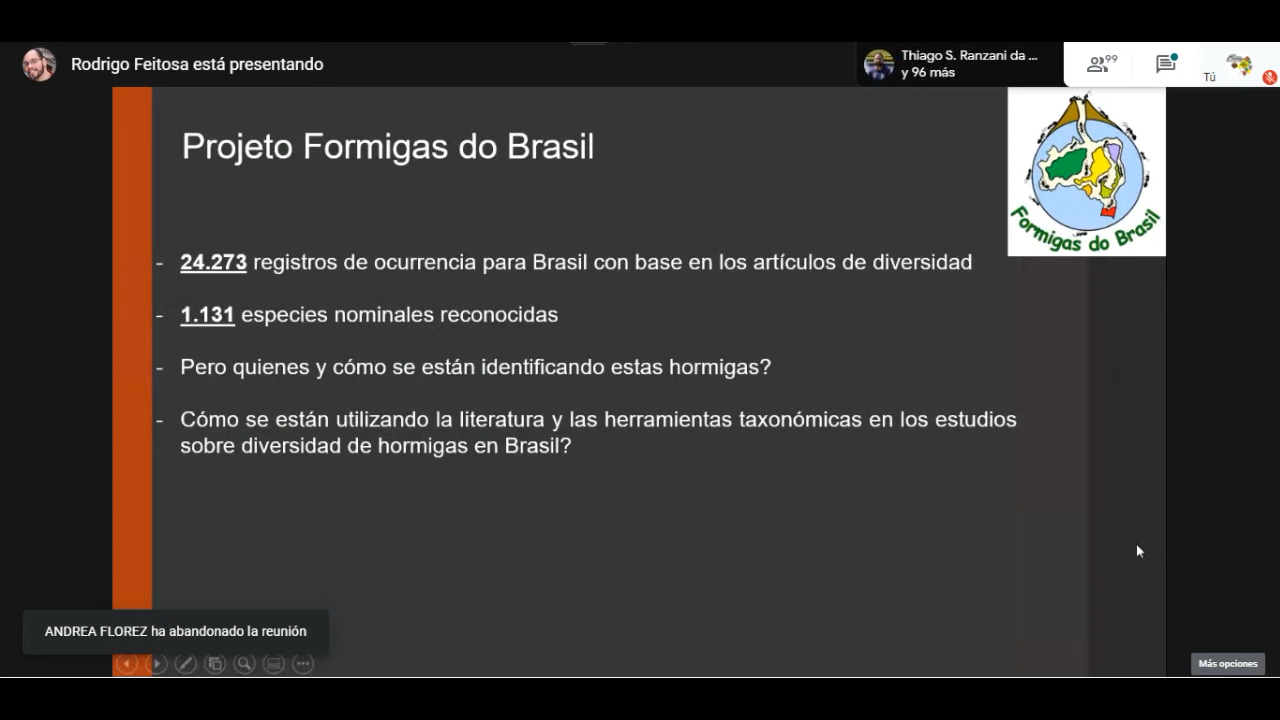 Rodrigo Feitosa está presentando
Thiago S. Ranzani da ...
y 96 más
99
Tú
Projeto Formigas do Brasil
Formigas do Brasil
- 24.273 registros de ocurrencia para Brasil con base en los artículos de diversidad
- 1.131 especies nominales reconocidas
- Pero quienes y cómo se están identificando estas hormigas?
- Cómo se están utilizando la literatura y las herramientas taxonómicas en los estudios
sobre diversidad de hormigas en Brasil?
ANDREA FLOREZ ha abandonado la reunión
Más opciones